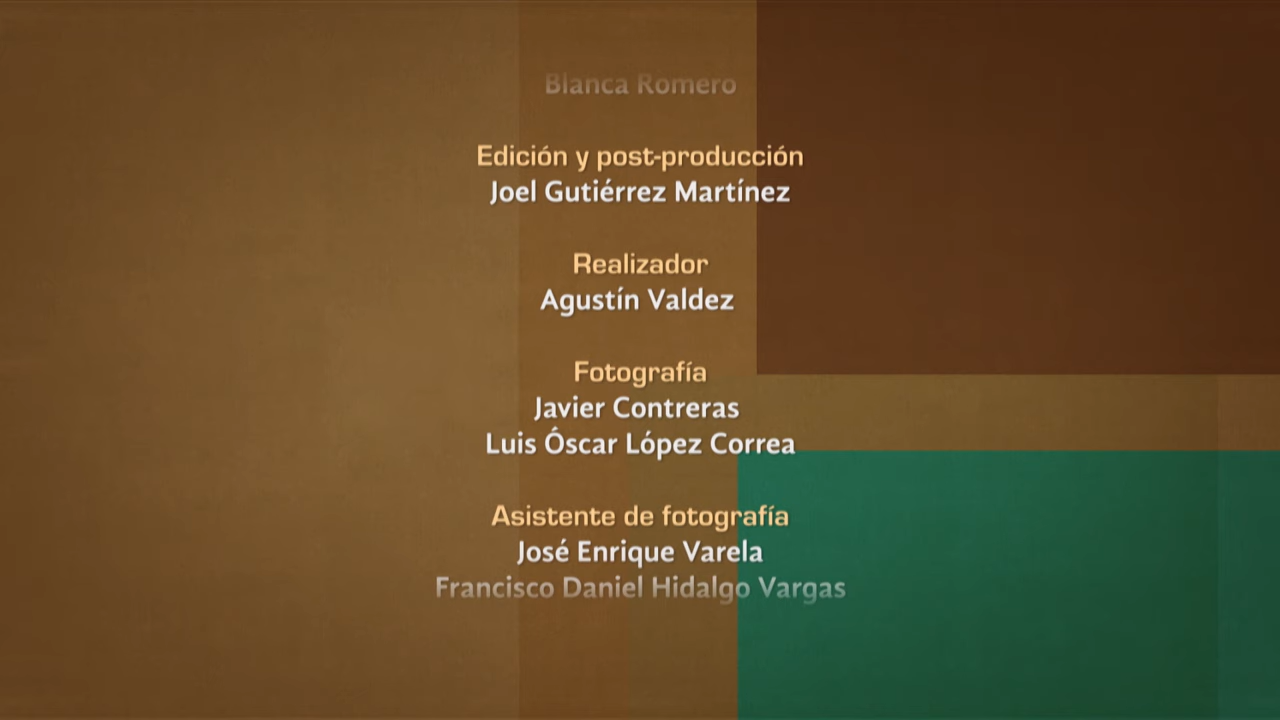 Blanca Romero
Edición y post-producción
Joel Gutiérrez Martínez
Realizador
Agustín Valdez
Fotografía
Javier Contreras
Luis Óscar López Correa
Asistente de fotografía
José Enrique Varela
Francisco Daniel Hidalgo Vargas